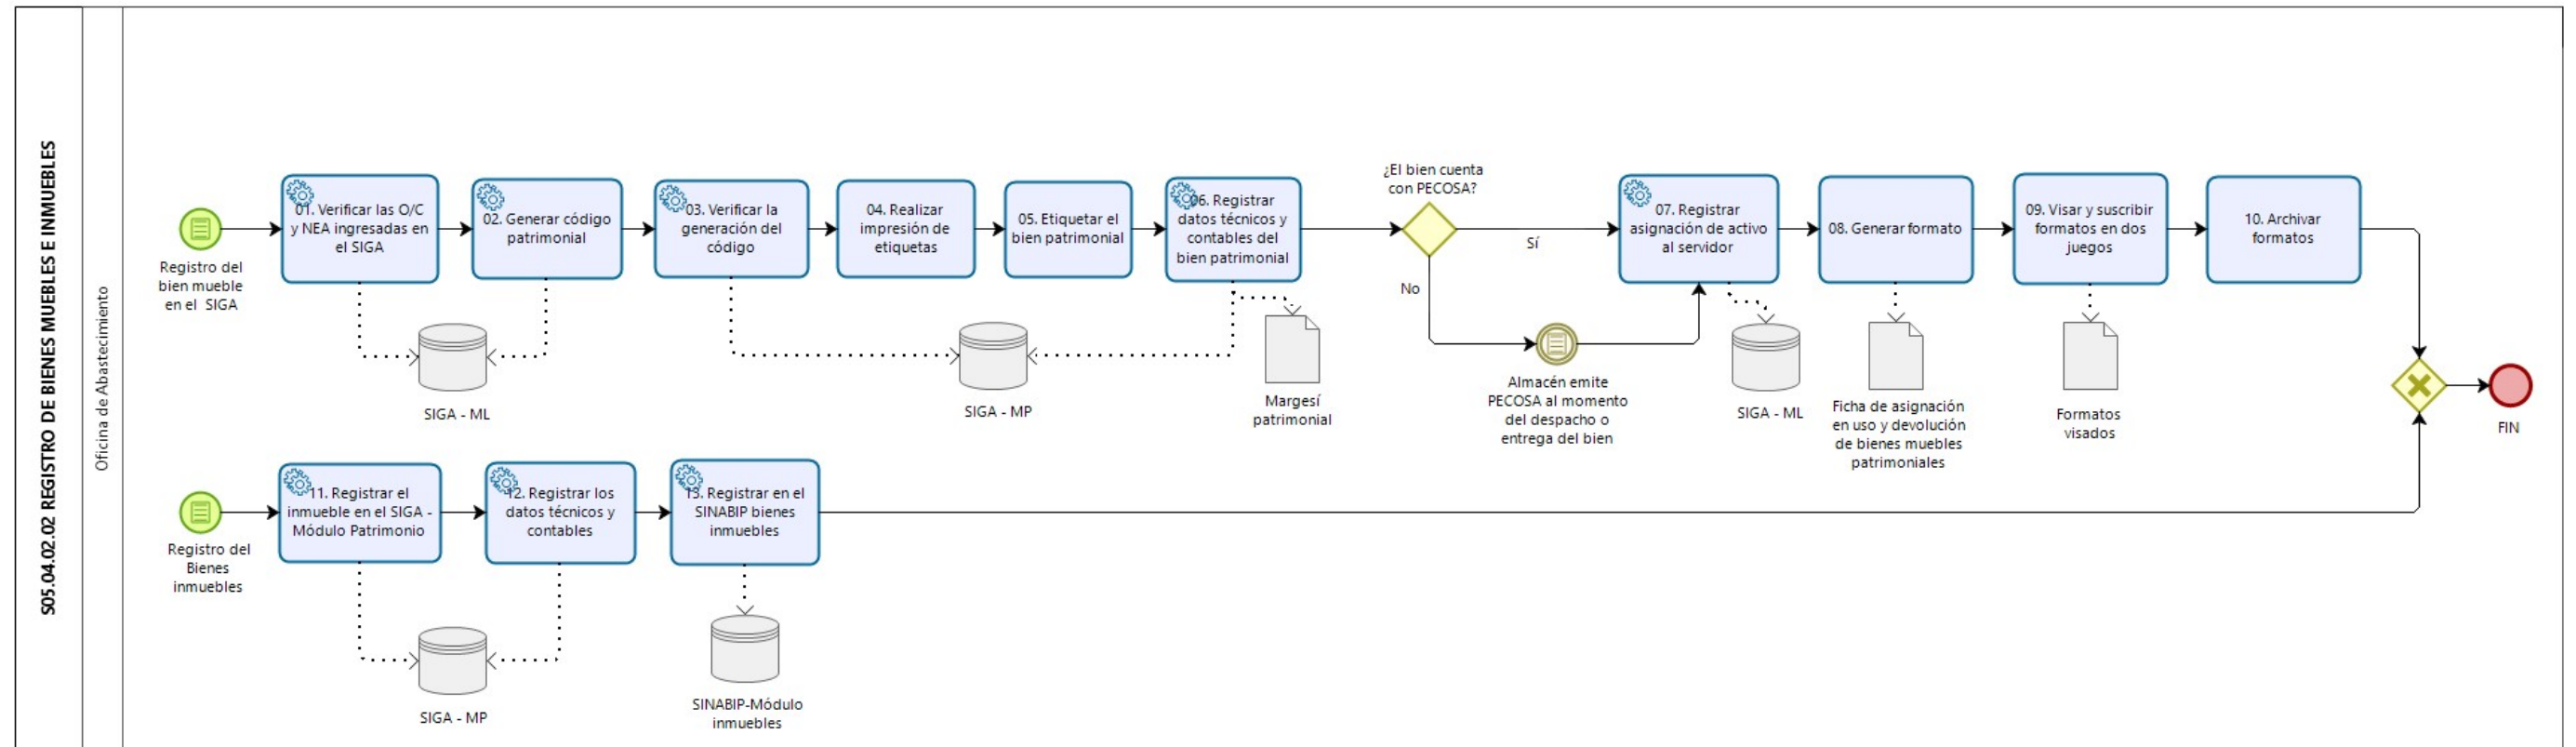 S05.04.02.02 REGISTRO DE BIENES MUEBLES E INMUEBLES
Oficina de Abastecimiento
Registro del
bien mueble
en el SIGA
01. Verificar las O/C
y NEA ingresadas en
el SIGA
02. Generar código
patrimonial
03. Verificar la
generación del
código
04. Realizar
impresión de
etiquetas
05. Etiquetar el
bien patrimonial
06. Registrar
datos técnicos y
contables del
bien patrimonial
¿El bien cuenta
con PECOSA?
Sí
No
07. Registrar
asignación de activo
al servidor
08. Generar formato
09. Visar y suscribir
formatos en dos
juegos
10. Archivar
formatos
SIGA - ML
SIGA - MP
Margesí
patrimonial
Almacén emite
PECOSA al momento
del despacho o
entrega del bien
SIGA - ML
Ficha de asignación
en uso y devolución
de bienes muebles
patrimoniales
Formatos
visados
FIN
Registro del
Bienes
inmuebles
11. Registrar el
inmueble en el SIGA -
Módulo Patrimonio
12. Registrar los
datos técnicos y
contables
13. Registrar en el
SINABIP bienes
inmuebles
SIGA - MP
SINABIP-Módulo
inmuebles